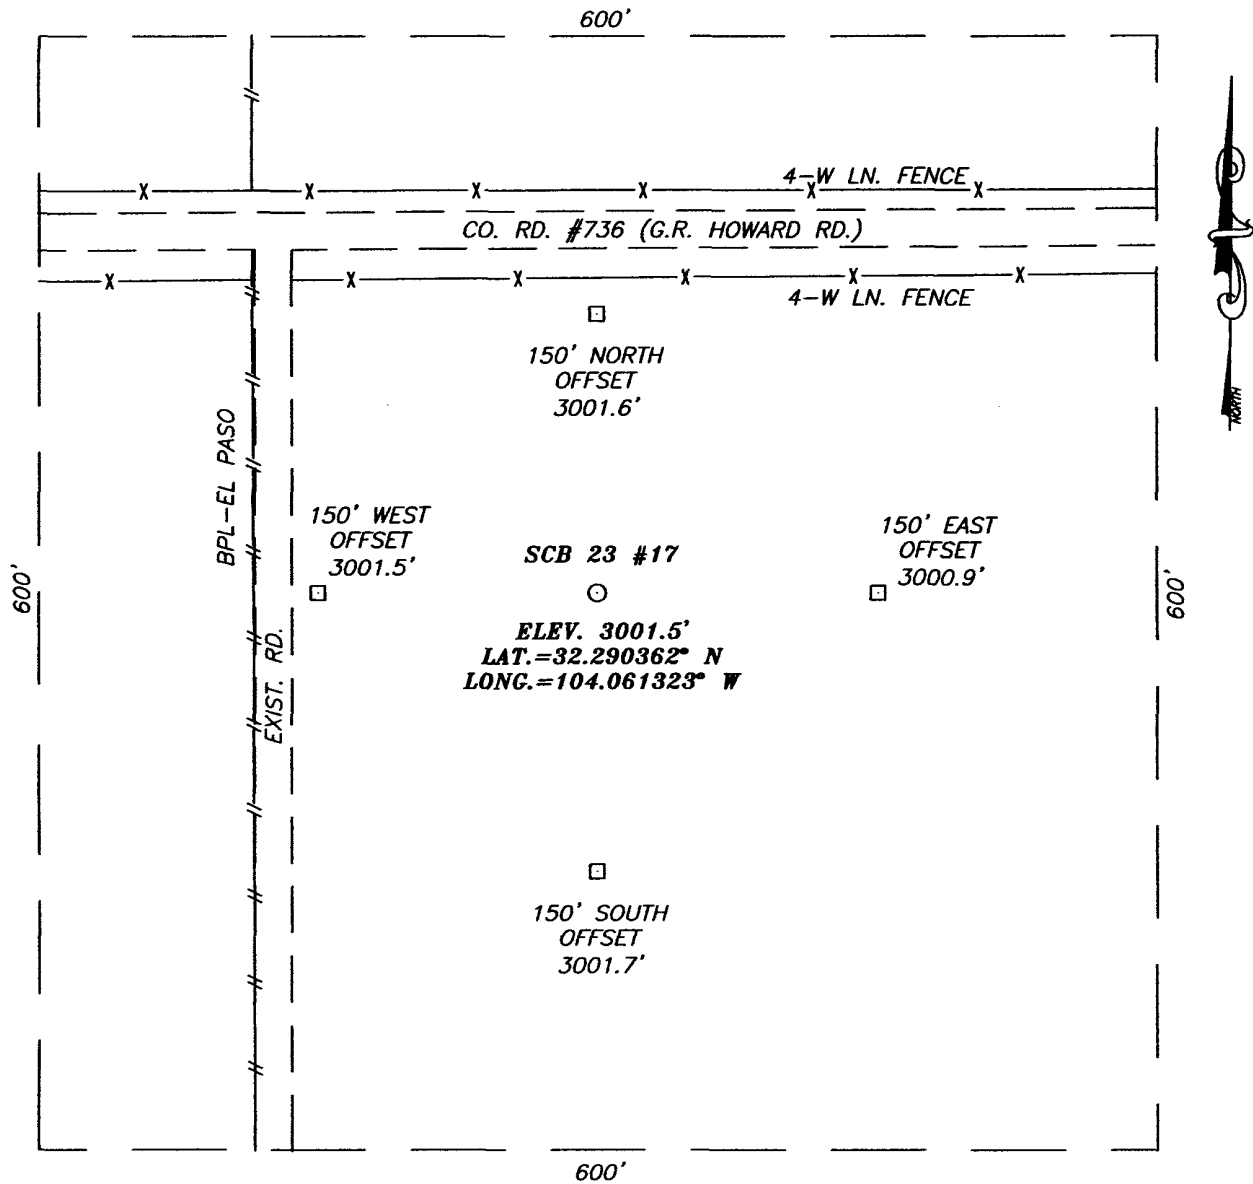 600'
4-W LN. FENCE
CO. RD. #736 (G.R. HOWARD RD.)
4-W LN. FENCE
NORTH
150' NORTH
OFFSET
3001.6'
BPL-EL PASO
150' WEST
OFFSET
3001.5'
SCB 23 #17
150' EAST
OFFSET
3000.9'
600'
600'
ELEV. 3001.5'
LAT.=32.290362° N
LONG.=104.061323° W
EXIST. RD.
150' SOUTH
OFFSET
3001.7'
600'